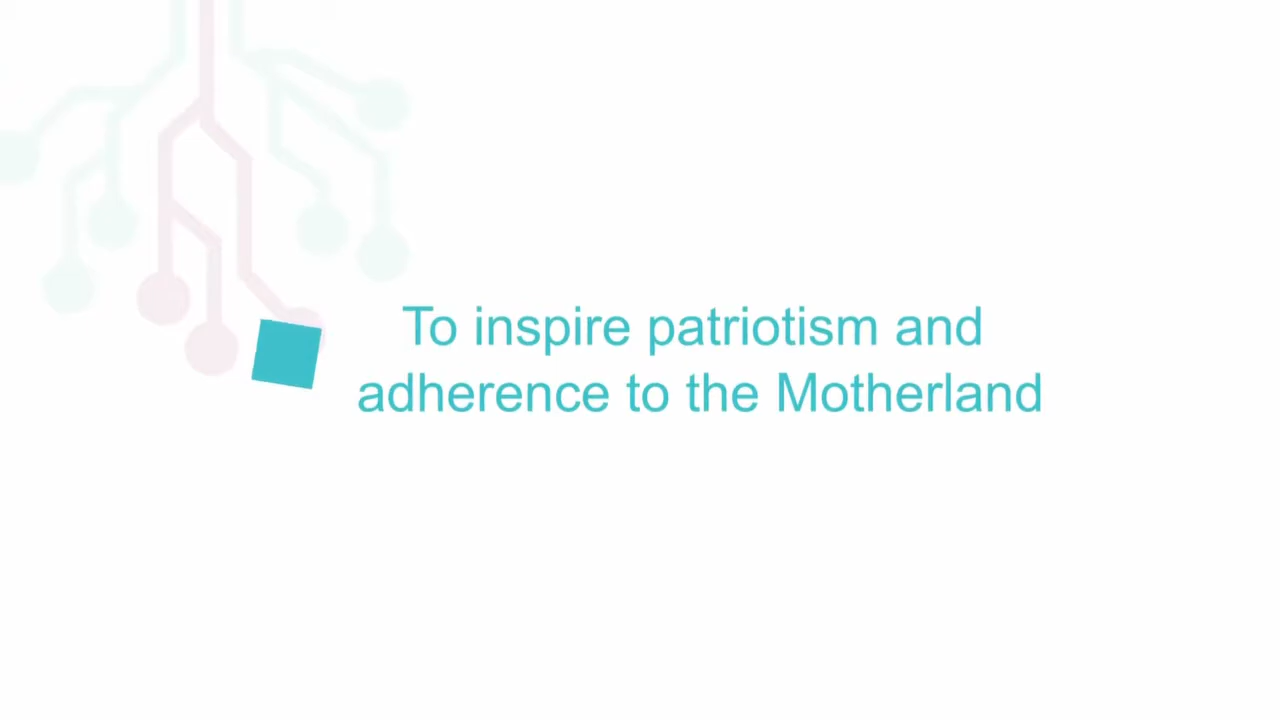 To inspire patriotism and
adherence to the Motherland